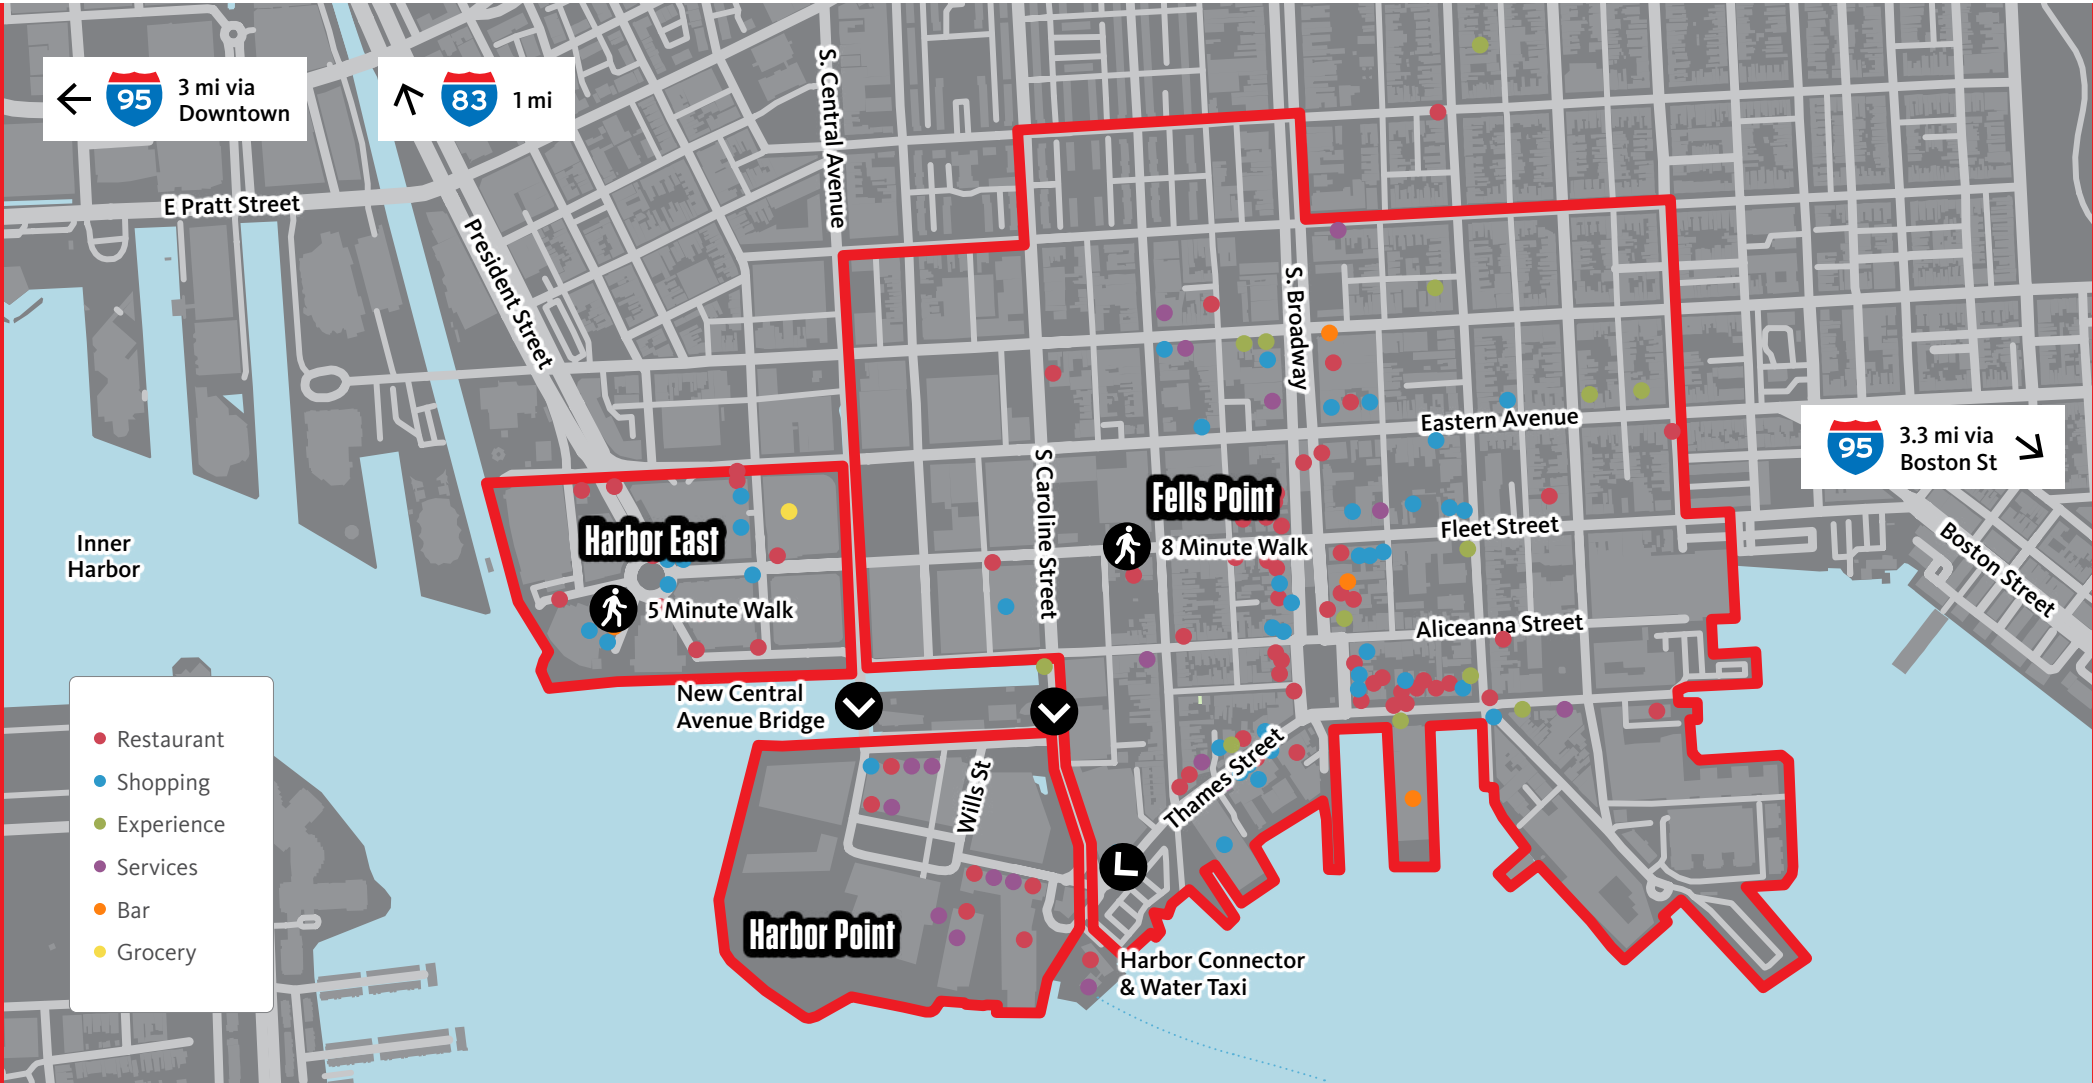 95
3 mi via
Downtown
83
1 mi
S. Central Avenue
E Pratt Street
President Street
S. Broadway
Eastern Avenue
95
3.3 mi via
Boston St
S Caroline Street
Fells Point
8 Minute Walk
Fleet Street
Boston Street
Inner
Harbor
Harbor East
5 Minute Walk
Aliceanna Street
New Central
Avenue Bridge
Restaurant
Shopping
Experience
Services
Bar
Grocery
Wills St
Thames Street
Harbor Point
Harbor Connector
& Water Taxi